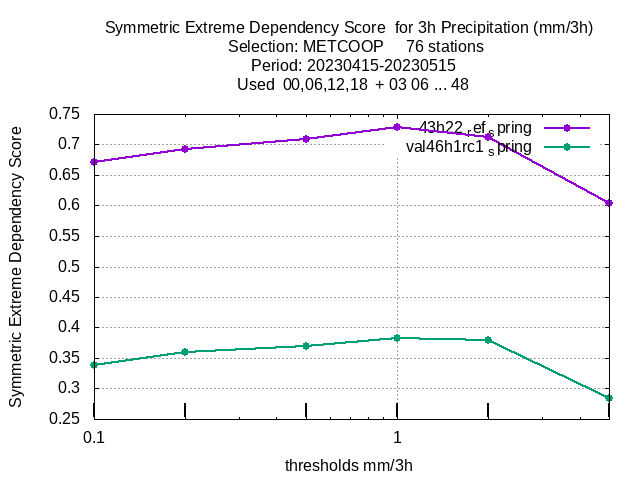 Symmetric Extreme Dependency Score for 3h Precipitation (mm/3h)
Selection: METCOOP 76 stations
Period: 20230415-20230515
Used 00,06,12,18 + 03 06 ... 48
43h22_ref_spring
val46h1rc1_spring
Symmetric Extreme Dependency Score
0.75
0.7
0.65
0.6
0.55
0.5
0.45
0.4
0.35
0.3
0.25
0.1 1
thresholds mm/3h